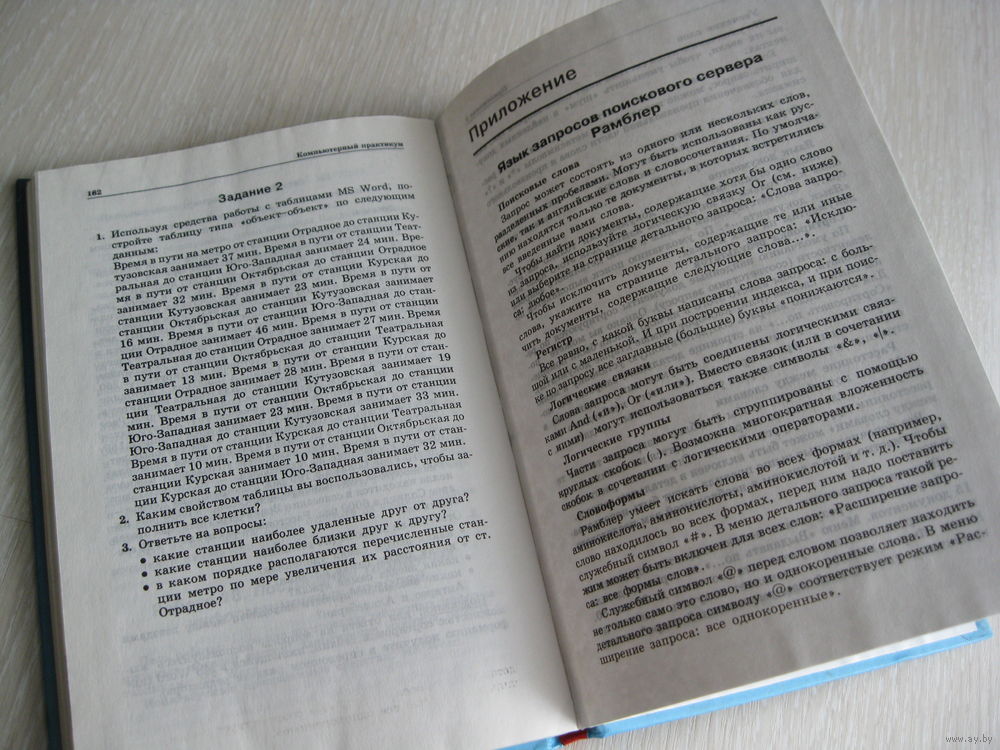 162
Компьютерный практикум
Задание 2
1. Используя средства работы с таблицами MS Word, по-
стройте таблицу типа «объект–объект» по следующим
данным:
Время в пути на метро от станции Отрадное до станции Ку-
тузовская занимает 37 мин. Время в пути от станции Теат-
ральная до станции Юго-Западная занимает 24 мин. Вре-
мя в пути от станции Октябрьская до станции Отрадное
занимает 32 мин. Время в пути от станции Курская до
станции Кутузовская занимает 23 мин. Время в пути от
станции Октябрьская до станции Кутузовская занимает
16 мин. Время в пути от станции Юго-Западная до стан-
ции Отрадное занимает 46 мин. Время в пути от станции
Театральная до станции Отрадное занимает 27 мин. Время
в пути от станции Октябрьская до станции Театральная
занимает 13 мин. Время в пути от станции Курская до
станции Отрадное занимает 28 мин. Время в пути от стан-
ции Театральная до станции Кутузовская занимает 19
мин. Время в пути от станции Октябрьская до станции
Юго-Западная занимает 23 мин. Время в пути от станции
Юго-Западная до станции Кутузовская занимает 33 мин.
Время в пути от станции Курская до станции Театральная
занимает 10 мин. Время в пути от станции Октябрьская до
станции Курская занимает 10 мин. Время в пути от стан-
ции Курская до станции Юго-Западная занимает 32 мин.
2. Каким свойством таблицы вы воспользовались, чтобы за-
полнить все клетки?
3. Ответьте на вопросы:
• какие станции наиболее удаленные друг от друга?
• какие станции наиболее близки друг к другу?
• в каком порядке располагаются перечисленные стан-
ции метро по мере увеличения их расстояния от ст.
Отрадное?
Приложение
Язык запросов поискового сервера
Рамблер
Поисковые слова
Запрос может состоять из одного или нескольких слов,
разделенных пробелами. Могут быть использованы как рус-
ские, так и английские слова и словосочетания. По умолча-
нию находятся только те документы, в которых встретились
все введенные вами слова.
Чтобы найти документы, содержащие хотя бы одно слово
из запроса, используйте логическую связку Or (см. ниже)
или выберите на странице детального запроса: «Слова запро-
са: любое».
Чтобы исключить документы, содержащие те или иные
слова, укажите на странице детального запроса: «Исклю-
чить документы, содержащие следующие слова...».
Регистр
Все равно, с какой буквы написаны слова запроса: с боль-
шой или с маленькой. И при построении индекса, и при поис-
ке по запросу все заглавные (большие) буквы «понижаются».
Логические связки
Слова запроса могут быть соединены логическими связ-
ками And («и»), Or («или»). Вместо связок (или в сочетании
с ними) могут использоваться также символы «&», «|».
Логические группы
Части запроса могут быть сгруппированы с помощью
круглых скобок ( ). Возможна многократная вложенность
скобок в сочетании с логическими операторами.
Словоформы
Рамблер умеет искать слова во всех формах (например,
аминокислота, аминокислоты, аминокислотой и т. д.). Чтобы
слово находилось во всех формах, перед ним надо поставить
служебный символ «#». В меню детального запроса такой ре-
жим может быть включен для всех слов: «Расширение запро-
са: все формы слов».
Служебный символ «@» перед словом позволяет находить
не только само это слово, но и однокоренные слова. В меню
детального запроса символу «@» соответствует режим «Рас-
ширение запроса: все однокоренные».
www.ay.by